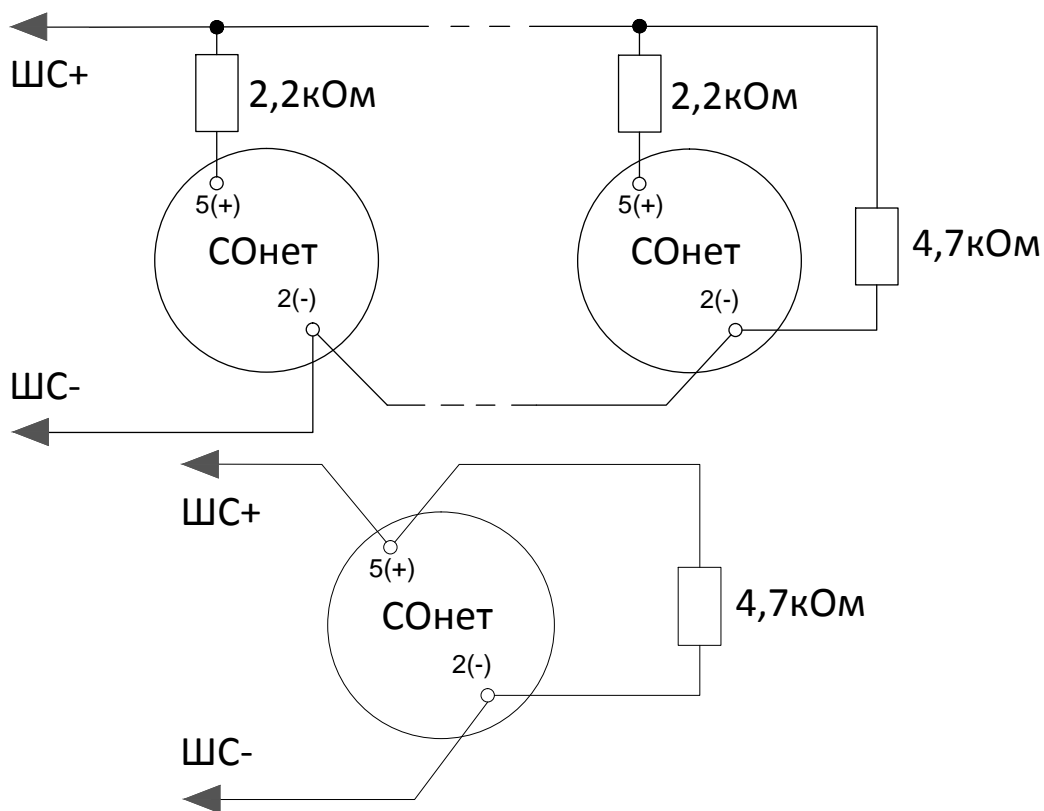 ШС+
2,2кОм
2,2кОм
5(+)
5(+)
СОнет
СОнет
4,7кОм
2(-)
2(-)
ШС-
ШС+
5(+)
СОнет
4,7кОм
2(-)
ШС-